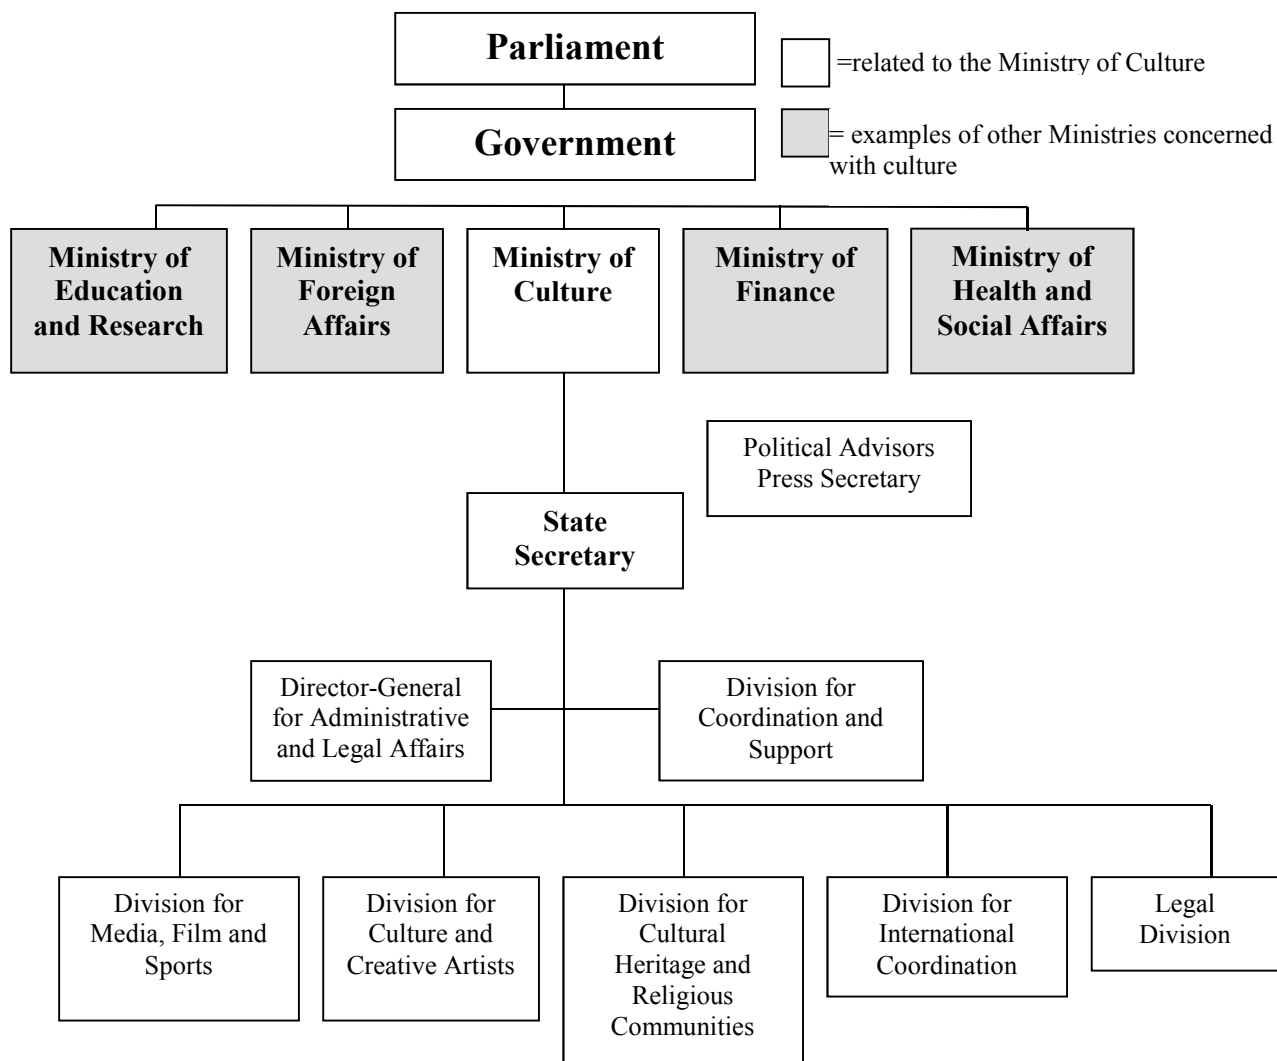 Parliament
=related to the Ministry of Culture
Government
= examples of other Ministries concerned
with culture
Ministry of
Education
and Research
Ministry of
Foreign
Affairs
Ministry of
Culture
Ministry of
Finance
Ministry of
Health and
Social Affairs
Political Advisors
Press Secretary
State
Secretary
Director-General
for Administrative
and Legal Affairs
Division for
Coordination and
Support
Division for
Media, Film and
Sports
Division for
Culture and
Creative Artists
Division for
Cultural
Heritage and
Religious
Communities
Division for
International
Coordination
Legal
Division